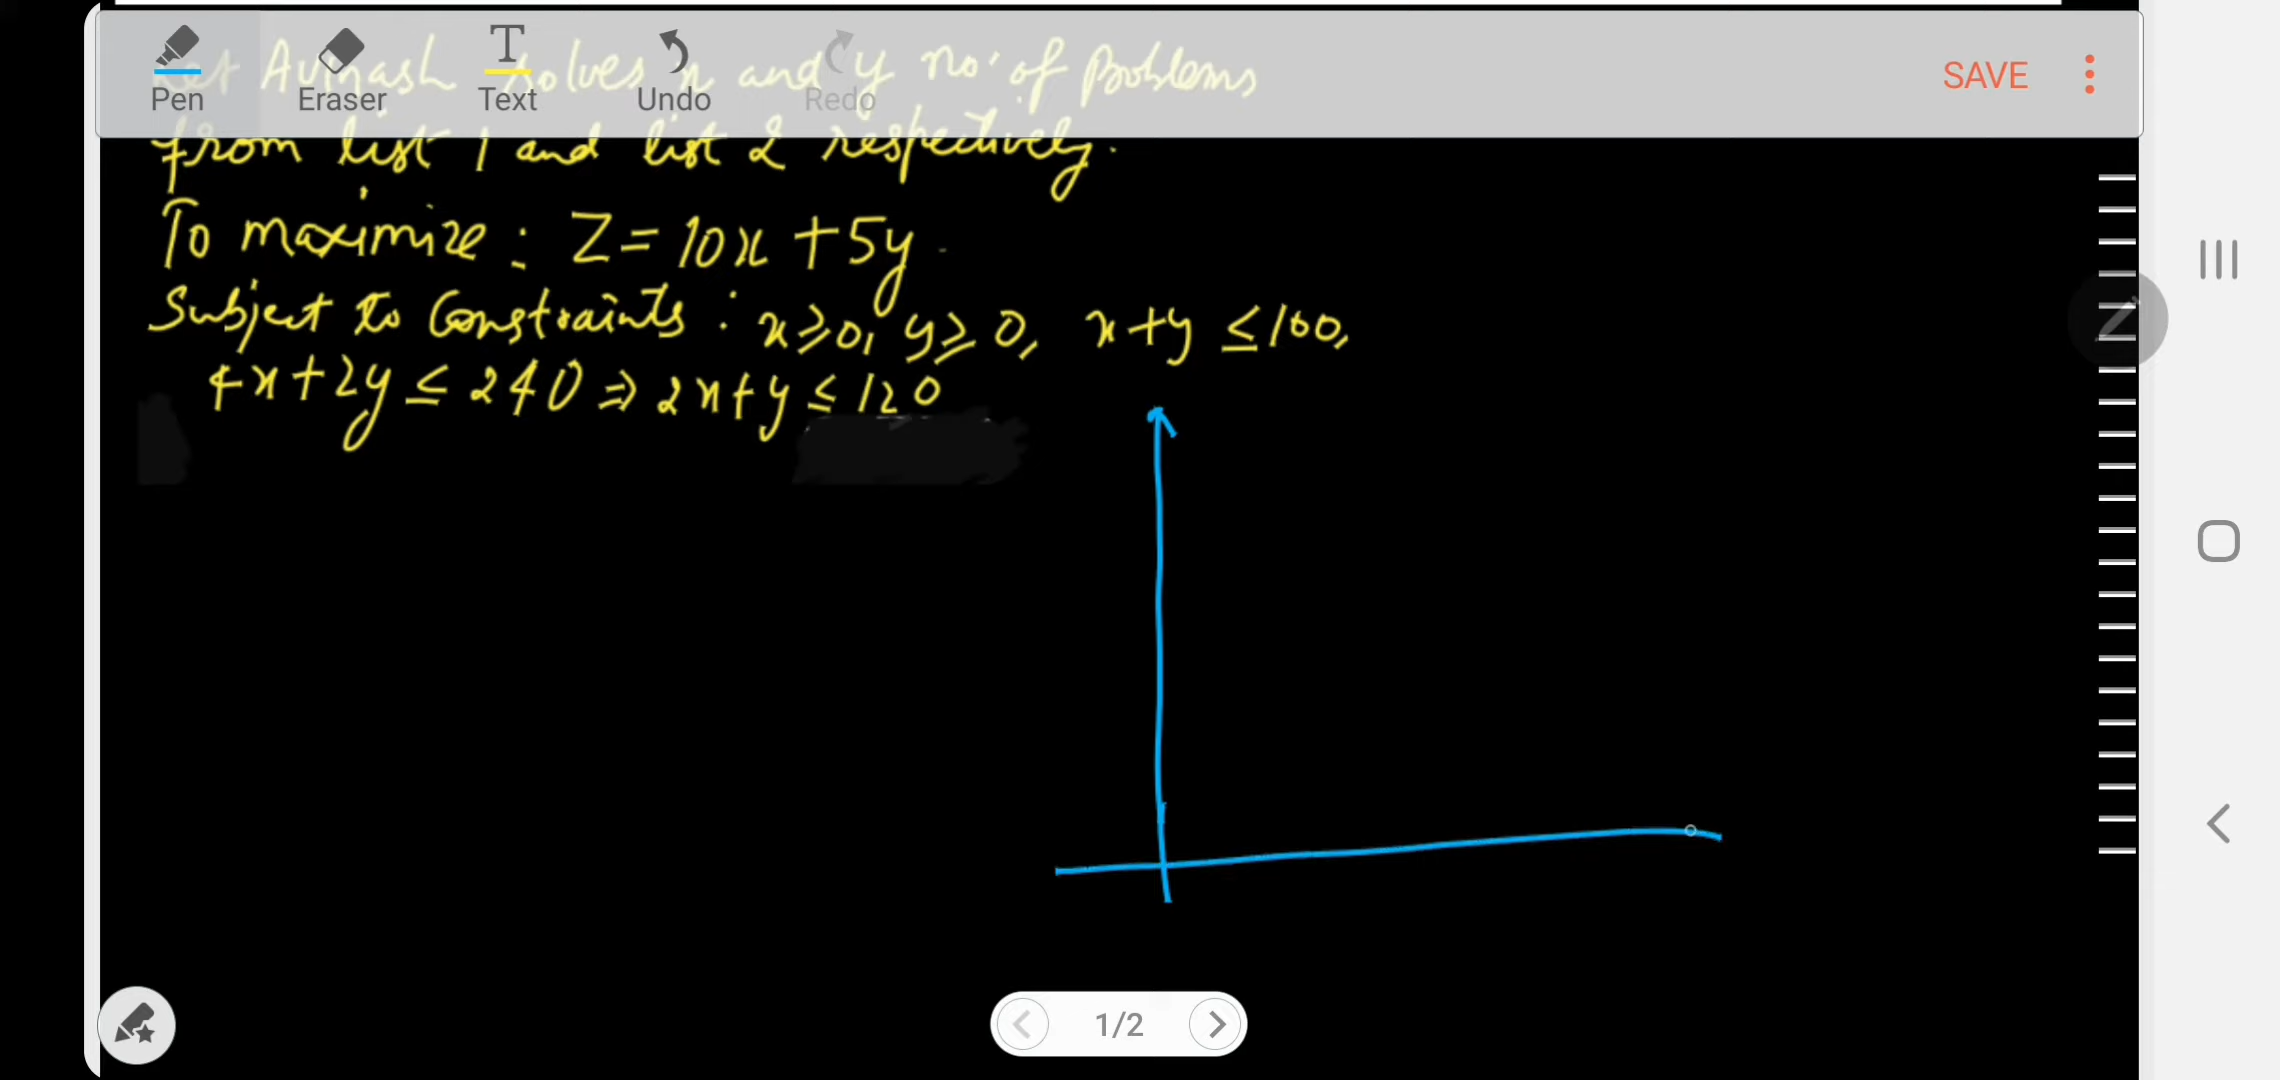 Let Avinash solves x and y no. of Problems
Pen Eraser Text Undo Redo SAVE
from list 1 and list 2 respectively.
To maximize: Z = 10x + 5y
Subject to Constraints: x ≥ 0, y ≥ 0, x + y ≤ 100,
4x + 2y ≤ 240 ⇒ 2x + y ≤ 120
1/2